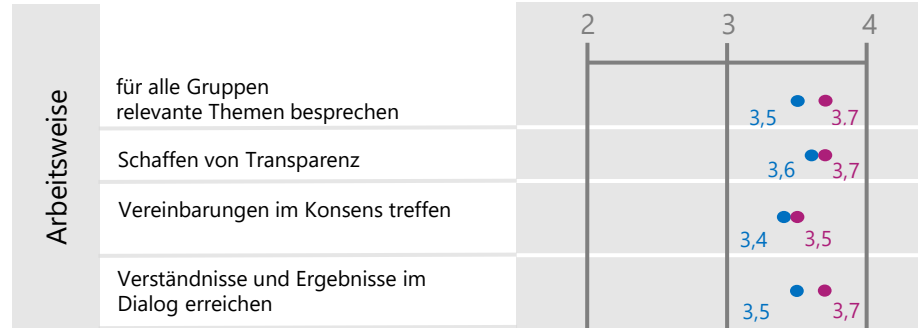 2 3 4
Arbeitsweise
für alle Gruppen
relevante Themen besprechen
3,5 3.7
Schaffen von Transparenz
3,6 3,7
Vereinbarungen im Konsens treffen
3,4 3,5
Verständnisse und Ergebnisse im
Dialog erreichen
3,5 3,7